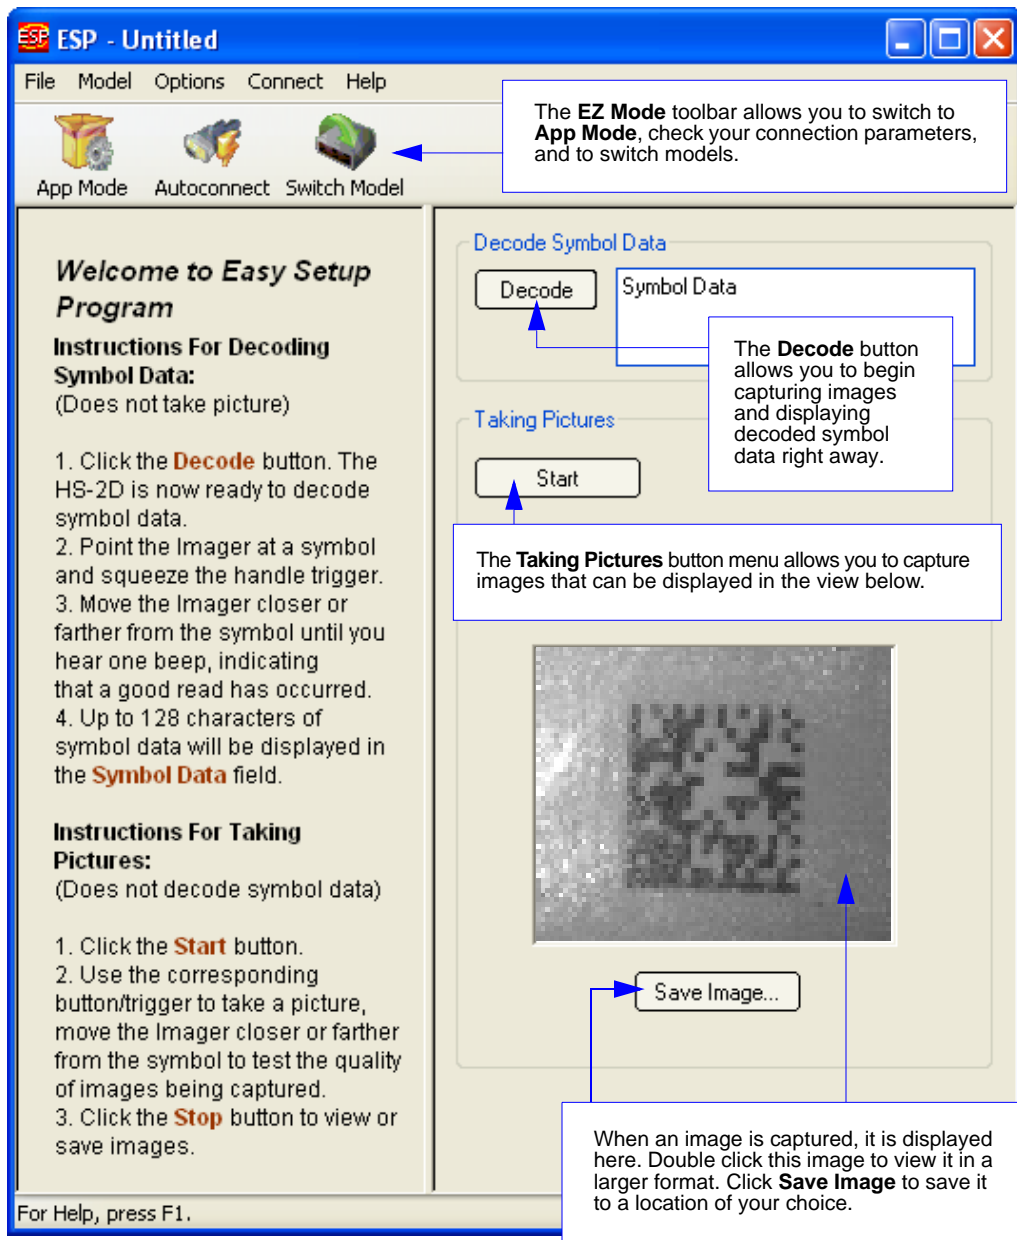 ESP - Untitled
File Model Options Connect Help
The EZ Mode toolbar allows you to switch to
App Mode, check your connection parameters,
and to switch models.
App Mode Autoconnect Switch Model
Welcome to Easy Setup
Program
Instructions For Decoding
Symbol Data:
(Does not take picture)
1. Click the Decode button. The
HS-2D is now ready to decode
symbol data.
2. Point the Imager at a symbol
and squeeze the handle trigger.
3. Move the Imager closer or
farther from the symbol until you
hear one beep, indicating
that a good read has occurred.
4. Up to 128 characters of
symbol data will be displayed in
the Symbol Data field.
Instructions For Taking
Pictures:
(Does not decode symbol data)
1. Click the Start button.
2. Use the corresponding
button/trigger to take a picture,
move the Imager closer or farther
from the symbol to test the quality
of images being captured.
3. Click the Stop button to view or
save images.
Decode Symbol Data
Decode
Symbol Data
The Decode button
allows you to begin
capturing images
and displaying
decoded symbol
data right away.
Taking Pictures
Start
The Taking Pictures button menu allows you to capture
images that can be displayed in the view below.
Save Image...
When an image is captured, it is displayed
here. Double click this image to view it in a
larger format. Click Save Image to save it
to a location of your choice.
For Help, press F1.